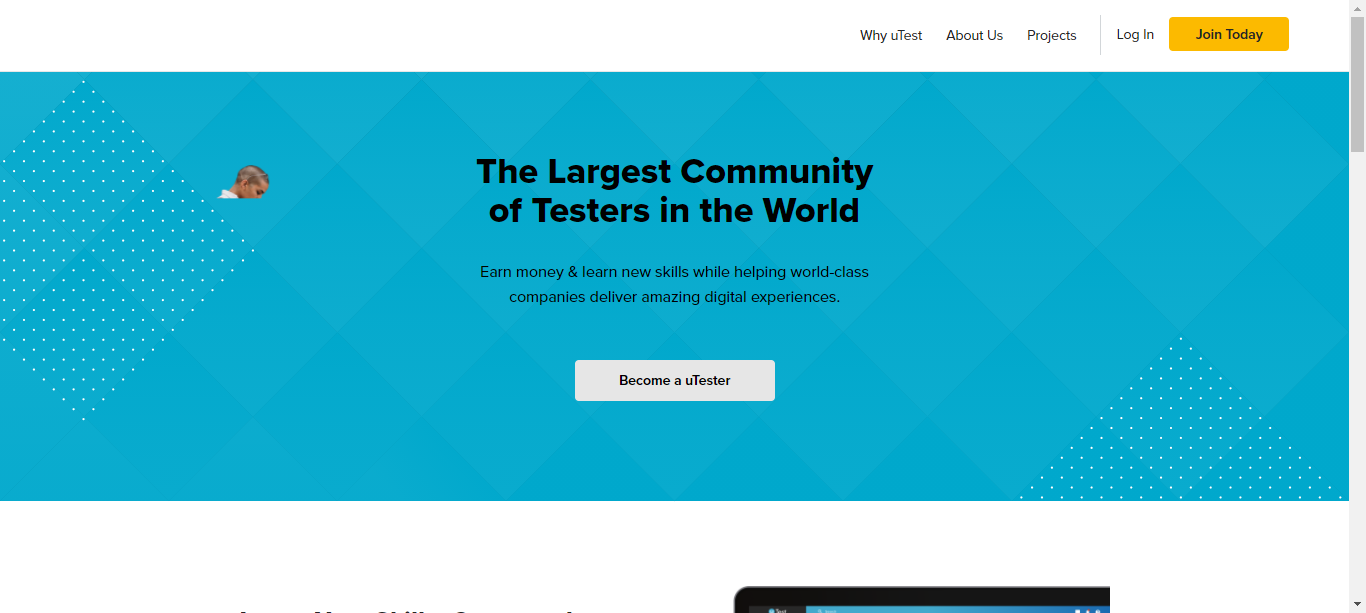 Why uTest
About Us
Projects
Log In
Join Today
The Largest Community
of Testers in the World
Earn money & learn new skills while helping world-class
companies deliver amazing digital experiences.
Become a uTester